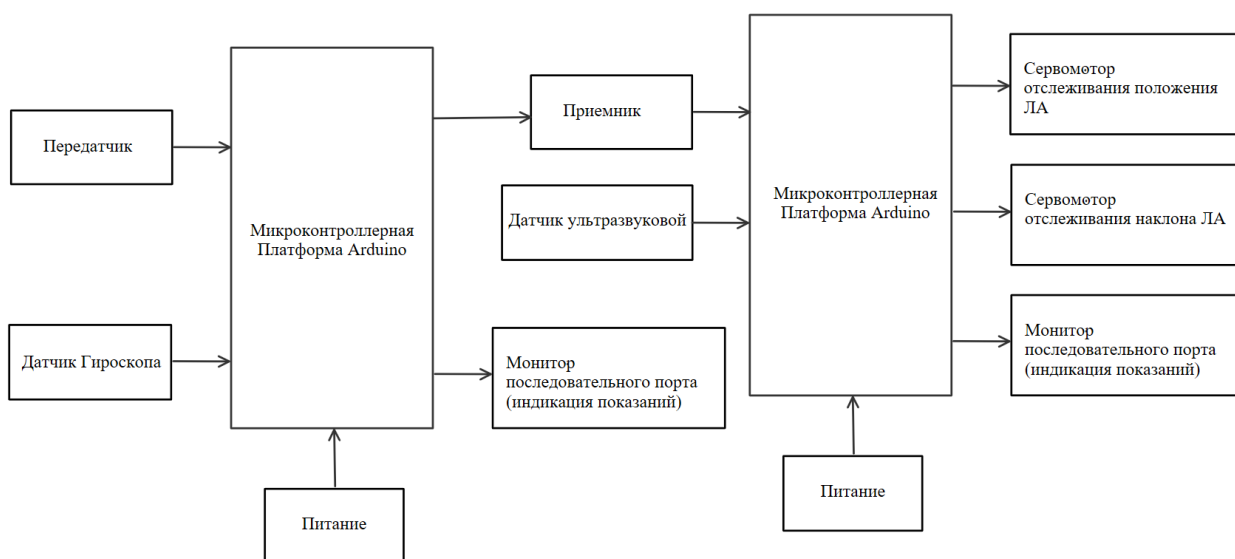 Передатчик
Датчик Гироскопа
Микроконтроллерная
Платформа Arduino
Питание
Приемник
Датчик ультразвуковой
Монитор
последовательного порта
(индикация показаний)
Микроконтроллерная
Платформа Arduino
Питание
Сервомотор
отслеживания положения
ЛА
Сервомотор
отслеживания наклона ЛА
Монитор
последовательного порта
(индикация показаний)